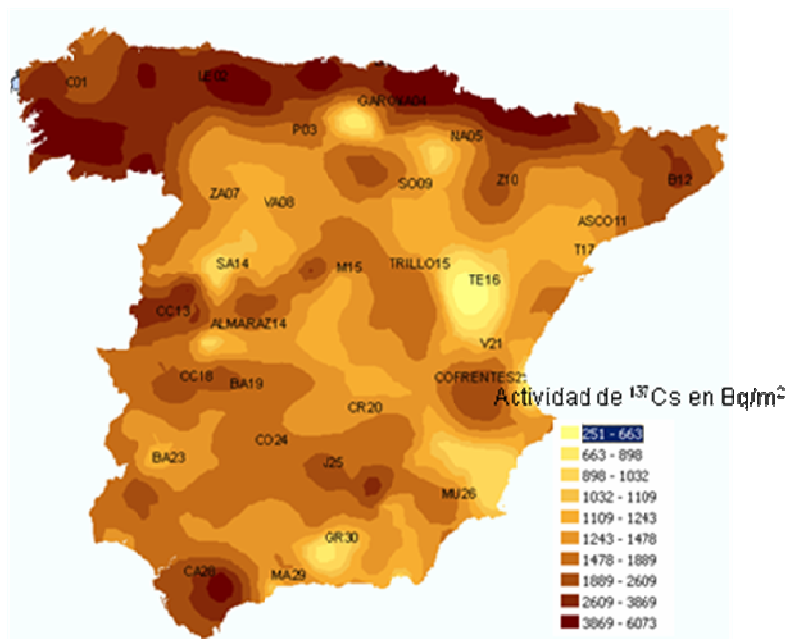 C01
LE02
GARONA04
P03
NA05
SO09
Z10
B12
ZA07
VA08
ASCO11
T17
SA14
M15
TRILLO15
TE16
CC13
ALMARAZ14
V21
CC18
BA19
COFRENTES21
CR20
Actividad de ¹³⁷Cs en Bq/m²
251 - 663
663 - 898
898 - 1032
1032 - 1109
1109 - 1243
1243 - 1478
1478 - 1889
1889 - 2609
2609 - 3869
3869 - 6073
CO24
BA23
J25
MU26
GR30
CA28
MA29